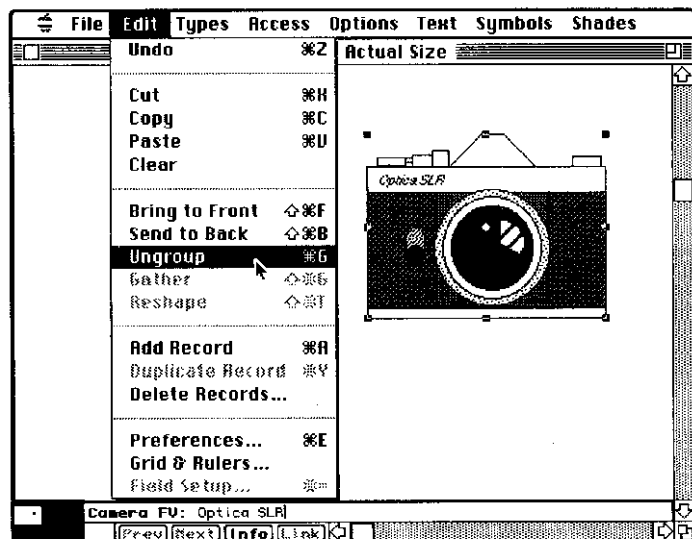 File Edit Types Access Options Text Symbols Shades
Actual Size
Undo ⌘Z
Cut ⌘X
Copy ⌘C
Paste ⌘V
Clear
Bring to Front ⇧⌘F
Send to Back ⇧⌘B
Ungroup ⌘G
Gather ⇧⌘G
Reshape ⇧⌘T
Add Record ⌘A
Duplicate Record ⌘Y
Delete Records...
Preferences... ⌘E
Grid & Rulers...
Field Setup... ⌘=
Optica SLR
Camera FV: Optica SLR
Prev Next Info Link